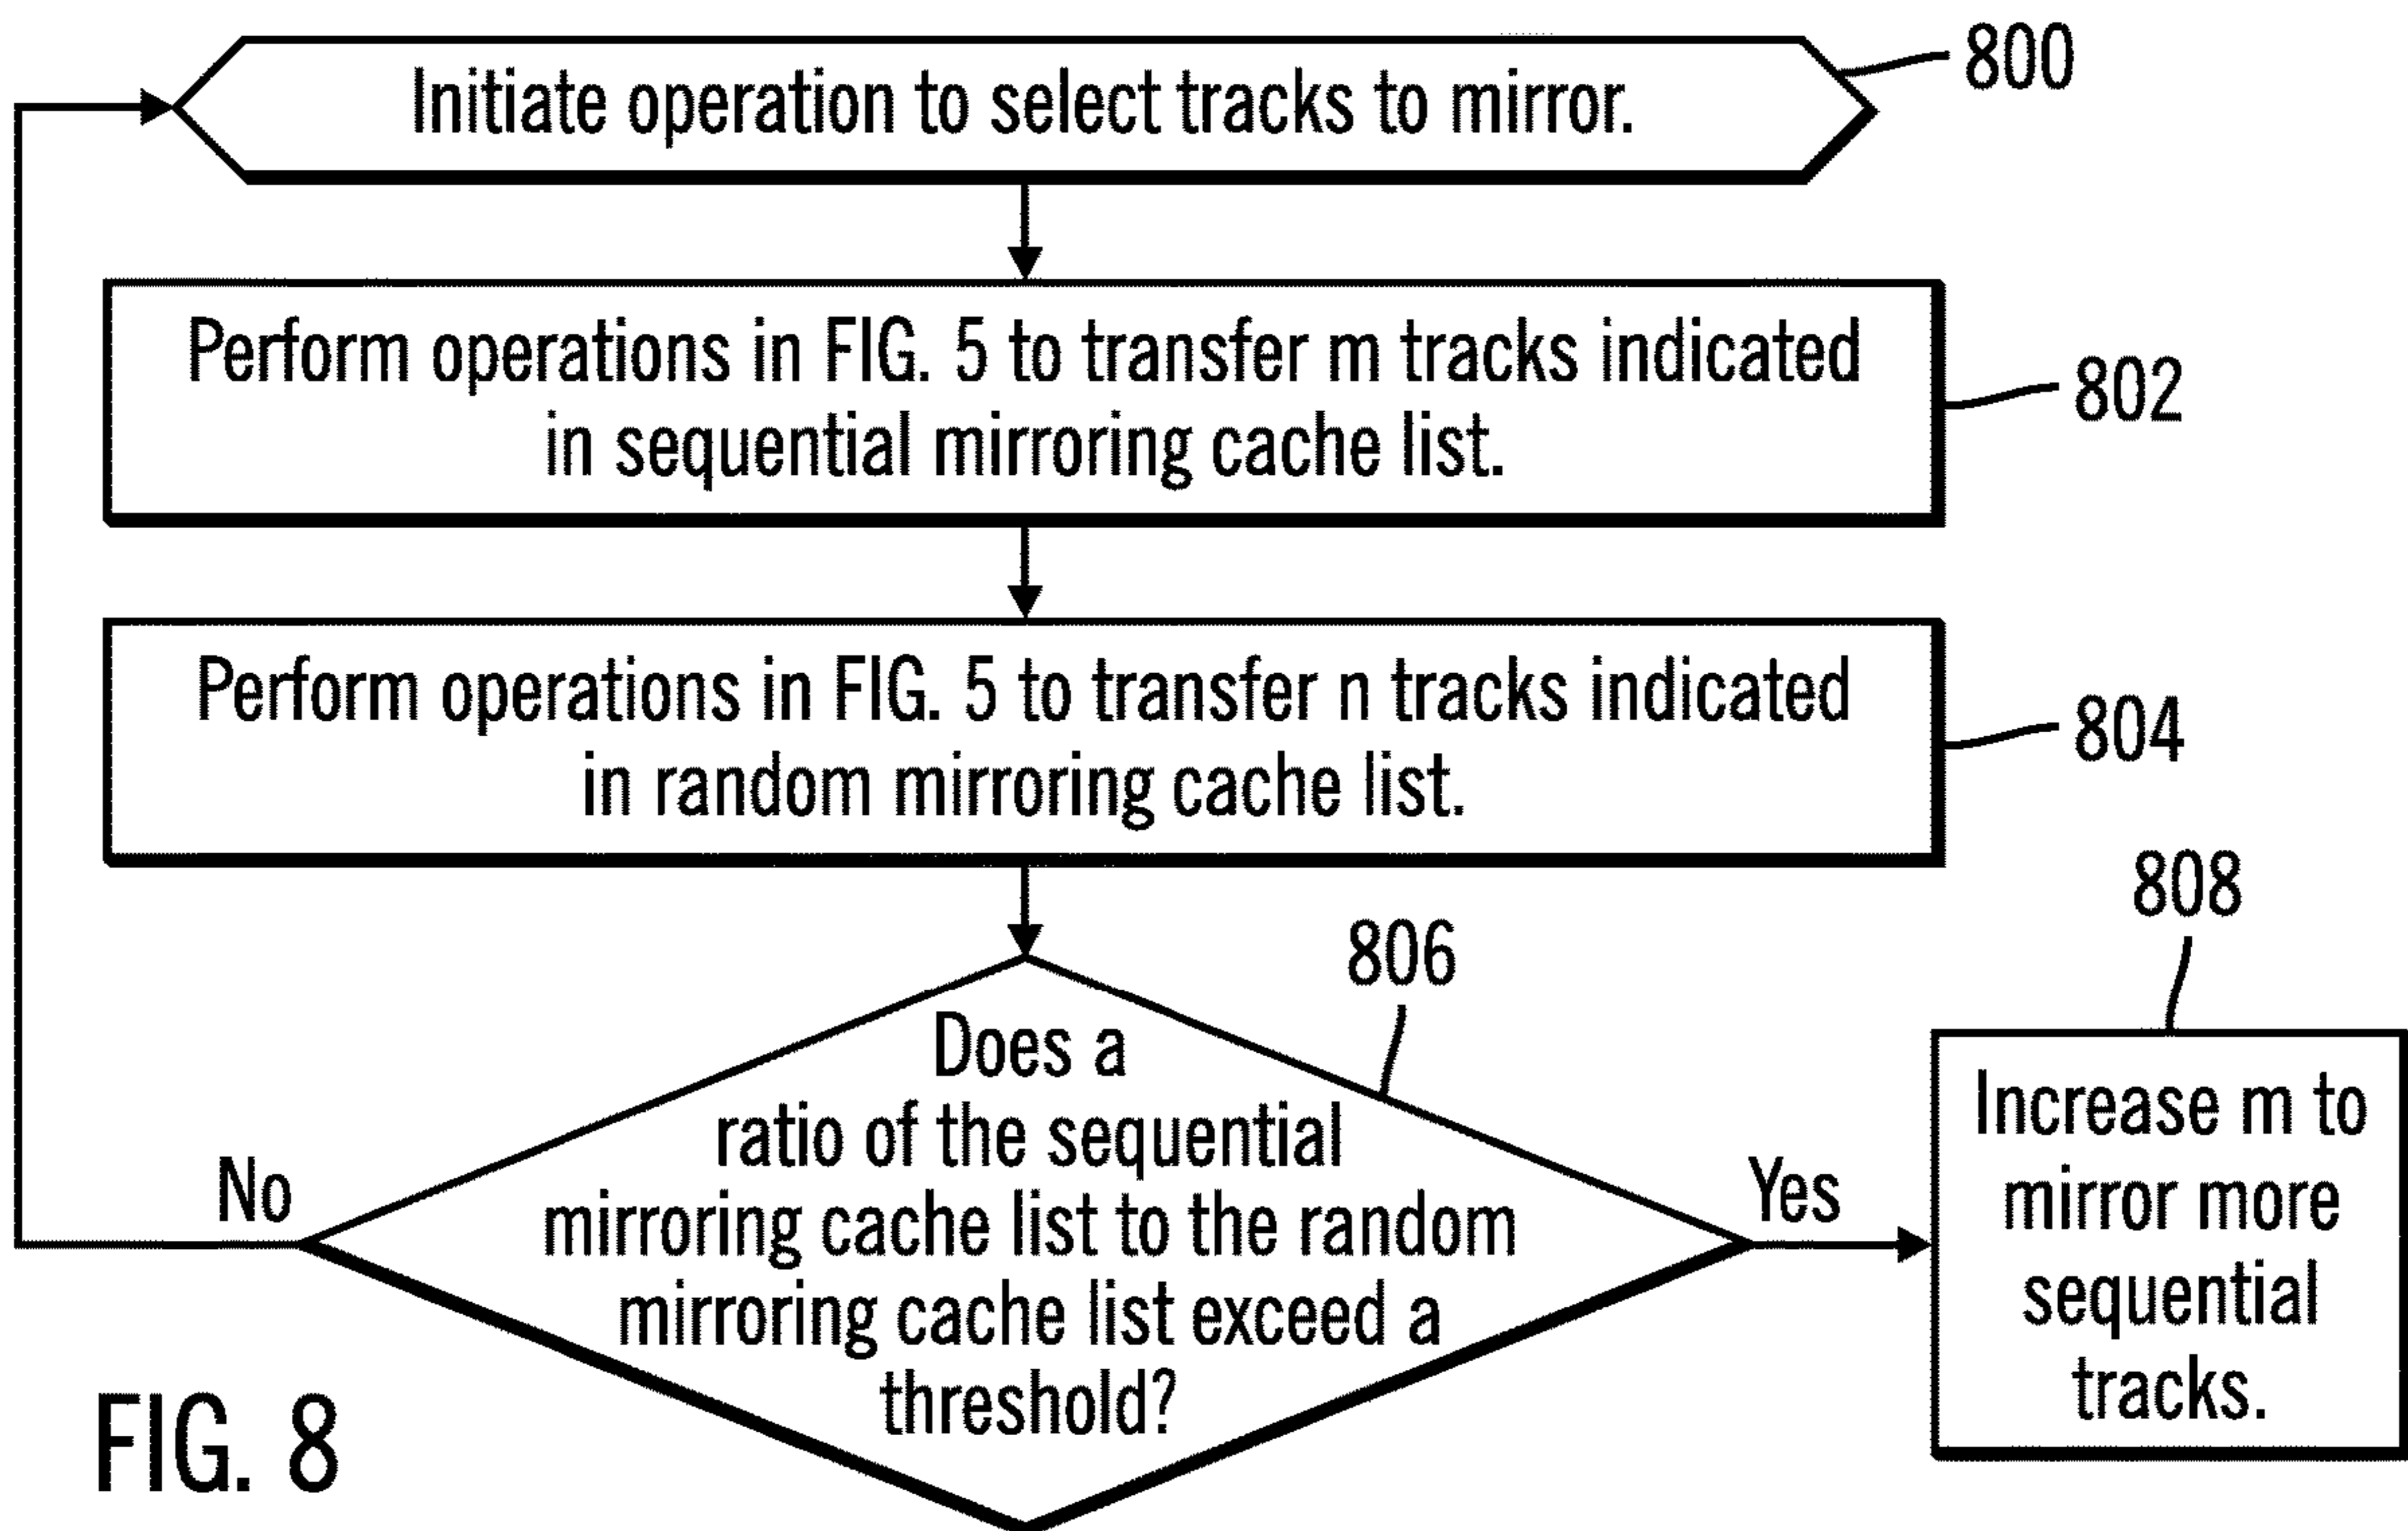 Initiate operation to select tracks to mirror.
800
Perform operations in FIG. 5 to transfer m tracks indicated
in sequential mirroring cache list.
802
Perform operations in FIG. 5 to transfer n tracks indicated
in random mirroring cache list.
804
Does a
ratio of the sequential
mirroring cache list to the random
mirroring cache list exceed a
threshold?
806
No
Yes
808
Increase m to
mirror more
sequential
tracks.
FIG. 8